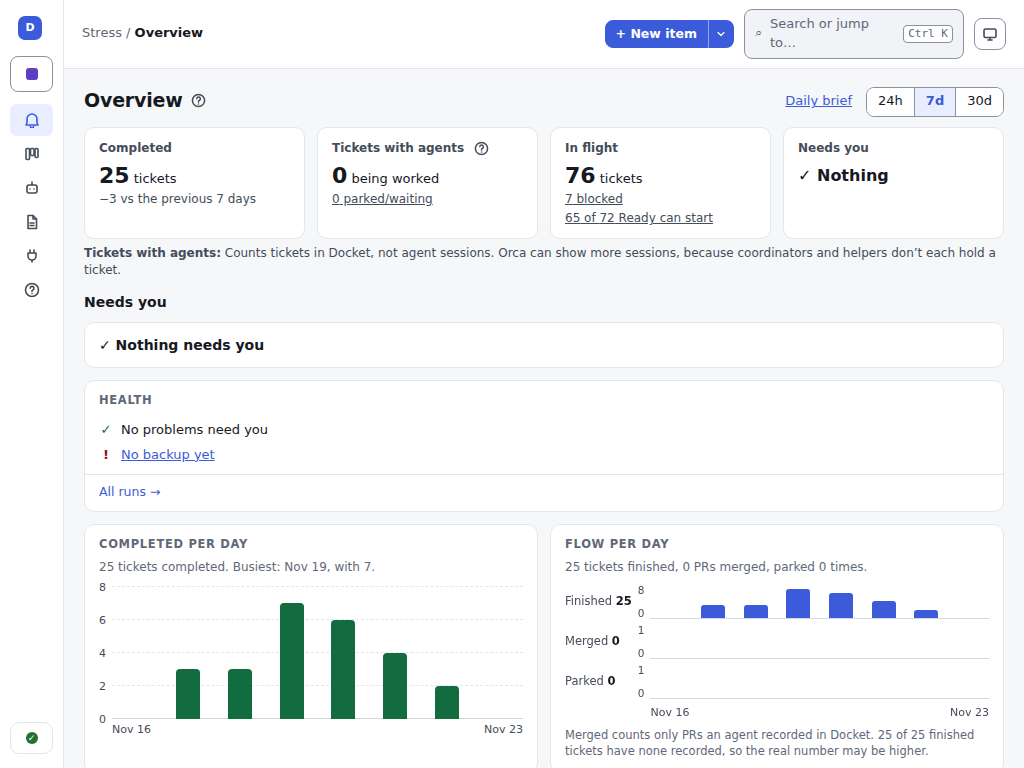 D
Stress / Overview
+ New item
Search or jump to…
Ctrl K
Overview
Daily brief
24h
7d
30d
Completed
25 tickets
−3 vs the previous 7 days
Tickets with agents
0 being worked
0 parked/waiting
In flight
76 tickets
7 blocked
65 of 72 Ready can start
Needs you
✓ Nothing
Tickets with agents: Counts tickets in Docket, not agent sessions. Orca can show more sessions, because coordinators and helpers don’t each hold a
ticket.
Needs you
✓ Nothing needs you
HEALTH
✓ No problems need you
! No backup yet
All runs →
COMPLETED PER DAY
25 tickets completed. Busiest: Nov 19, with 7.
8
6
4
2
0
Nov 16
Nov 23
FLOW PER DAY
25 tickets finished, 0 PRs merged, parked 0 times.
Finished 25
8
0
Merged 0
1
0
Parked 0
1
0
Nov 16
Nov 23
Merged counts only PRs an agent recorded in Docket. 25 of 25 finished
tickets have none recorded, so the real number may be higher.